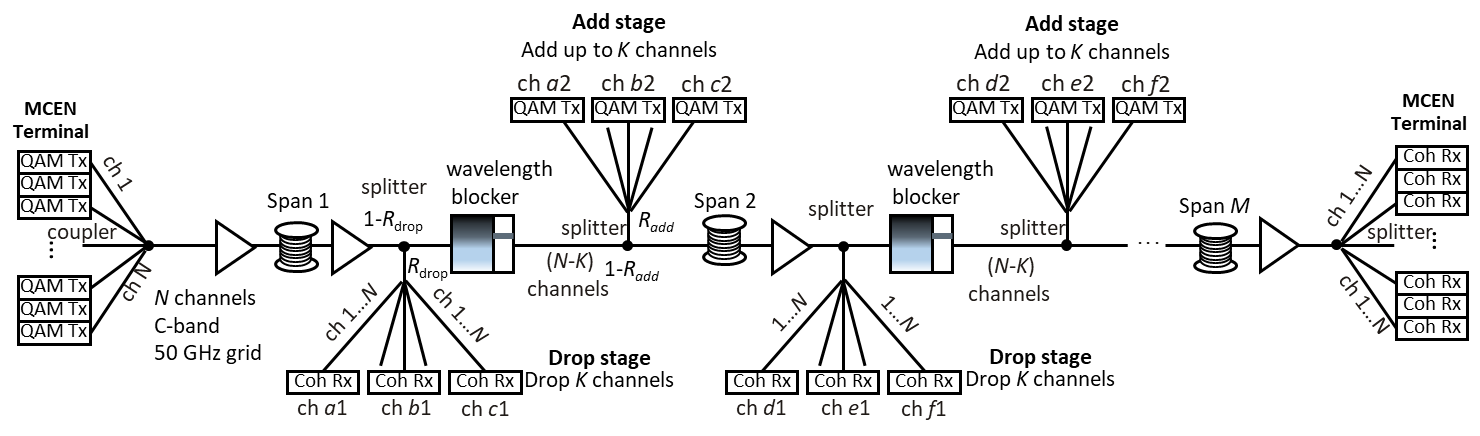 MCEN
Terminal
QAM Tx
QAM Tx
QAM Tx
coupler
⋮
QAM Tx
QAM Tx
QAM Tx
ch 1
ch N
N channels
C-band
50 GHz grid
Span 1
splitter
1-Rdrop
Rdrop
ch 1...N
ch 1...N
Coh Rx
Coh Rx
Coh Rx
ch a1
ch b1
ch c1
Drop stage
Drop K channels
wavelength
blocker
Add stage
Add up to K channels
ch a2
ch b2
ch c2
QAM Tx
QAM Tx
QAM Tx
splitter
Radd
(N-K)
channels
1-Radd
Span 2
splitter
1...N
1...N
Coh Rx
Coh Rx
Coh Rx
ch d1
ch e1
ch f1
Drop stage
Drop K channels
wavelength
blocker
Add stage
Add up to K channels
ch d2
ch e2
ch f2
QAM Tx
QAM Tx
QAM Tx
splitter
(N-K)
channels
...
Span M
MCEN
Terminal
ch 1...N
Coh Rx
Coh Rx
Coh Rx
splitter
⋮
ch 1...N
Coh Rx
Coh Rx
Coh Rx